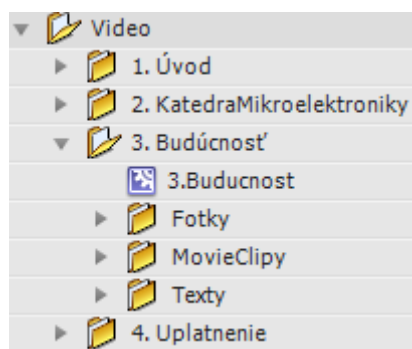 Video
1. Úvod
2. KatedraMikroelektroniky
3. Budúcnosť
3.Buducnost
Fotky
MovieClipy
Texty
4. Uplatnenie